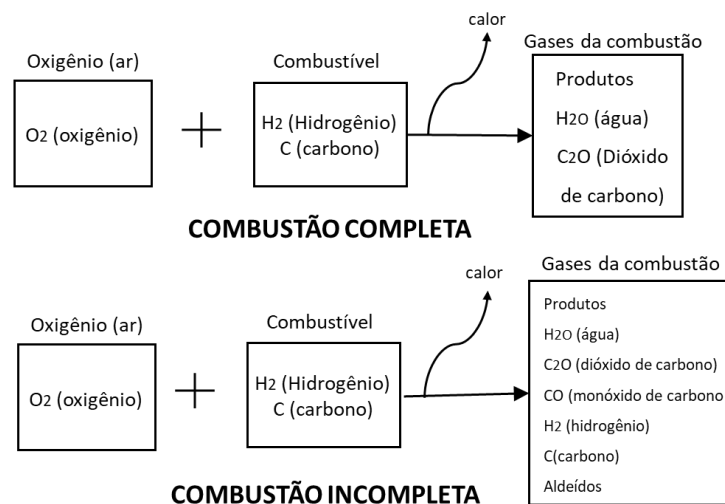 calor
Gases da combustão
Oxigênio (ar)
Combustível
O2 (oxigênio)
+
H2 (Hidrogênio)
C (carbono)
Produtos
H2O (água)
C2O (Dióxido
de carbono)
COMBUSTÃO COMPLETA
calor
Gases da combustão
Oxigênio (ar)
Combustível
O2 (oxigênio)
+
H2 (Hidrogênio)
C (carbono)
Produtos
H2O (água)
C2O (dióxido de carbono)
CO (monóxido de carbono
H2 (hidrogênio)
C(carbono)
Aldeídos
COMBUSTÃO INCOMPLETA